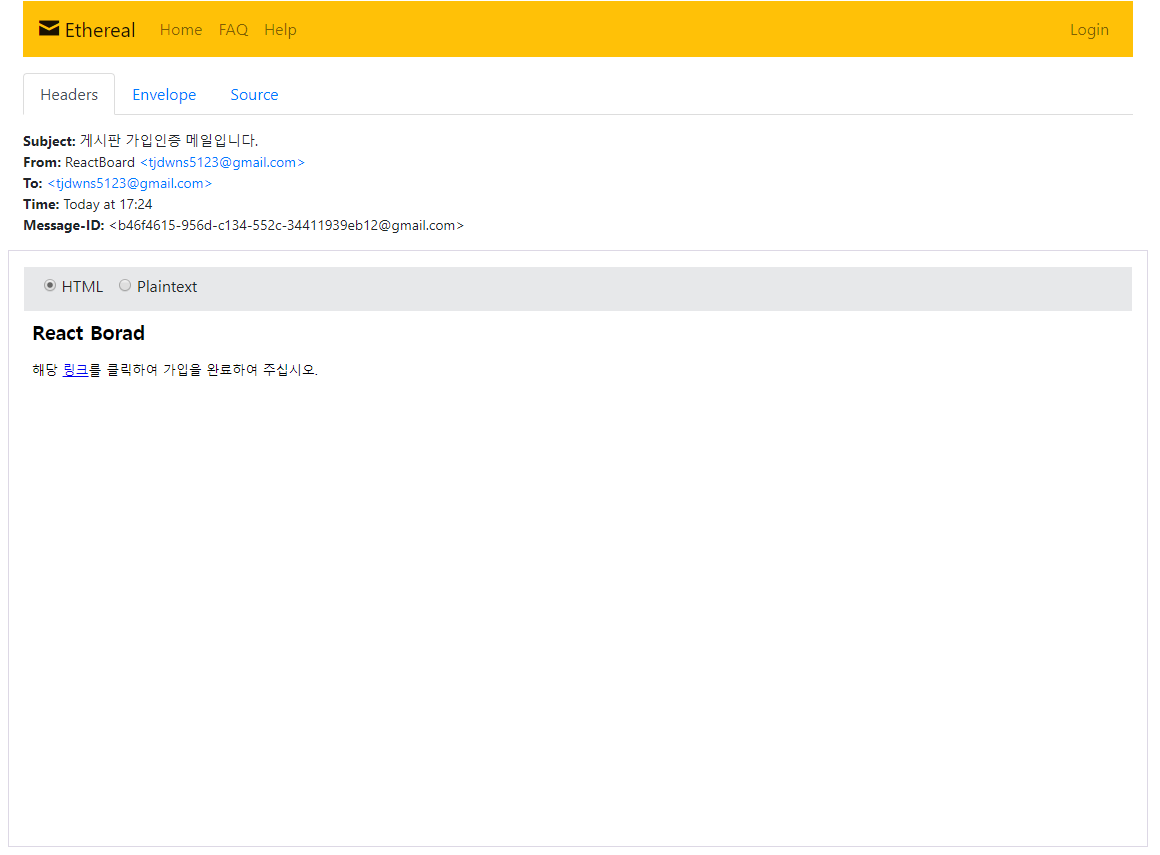 Ethereal Home FAQ Help Login
Headers Envelope Source
Subject: 게시판 가입인증 메일입니다.
From: ReactBoard <tjdwns5123@gmail.com>
To: <tjdwns5123@gmail.com>
Time: Today at 17:24
Message-ID: <b46f4615-956d-c134-552c-34411939eb12@gmail.com>
HTML Plaintext
React Borad
해당 링크를 클릭하여 가입을 완료하여 주십시오.